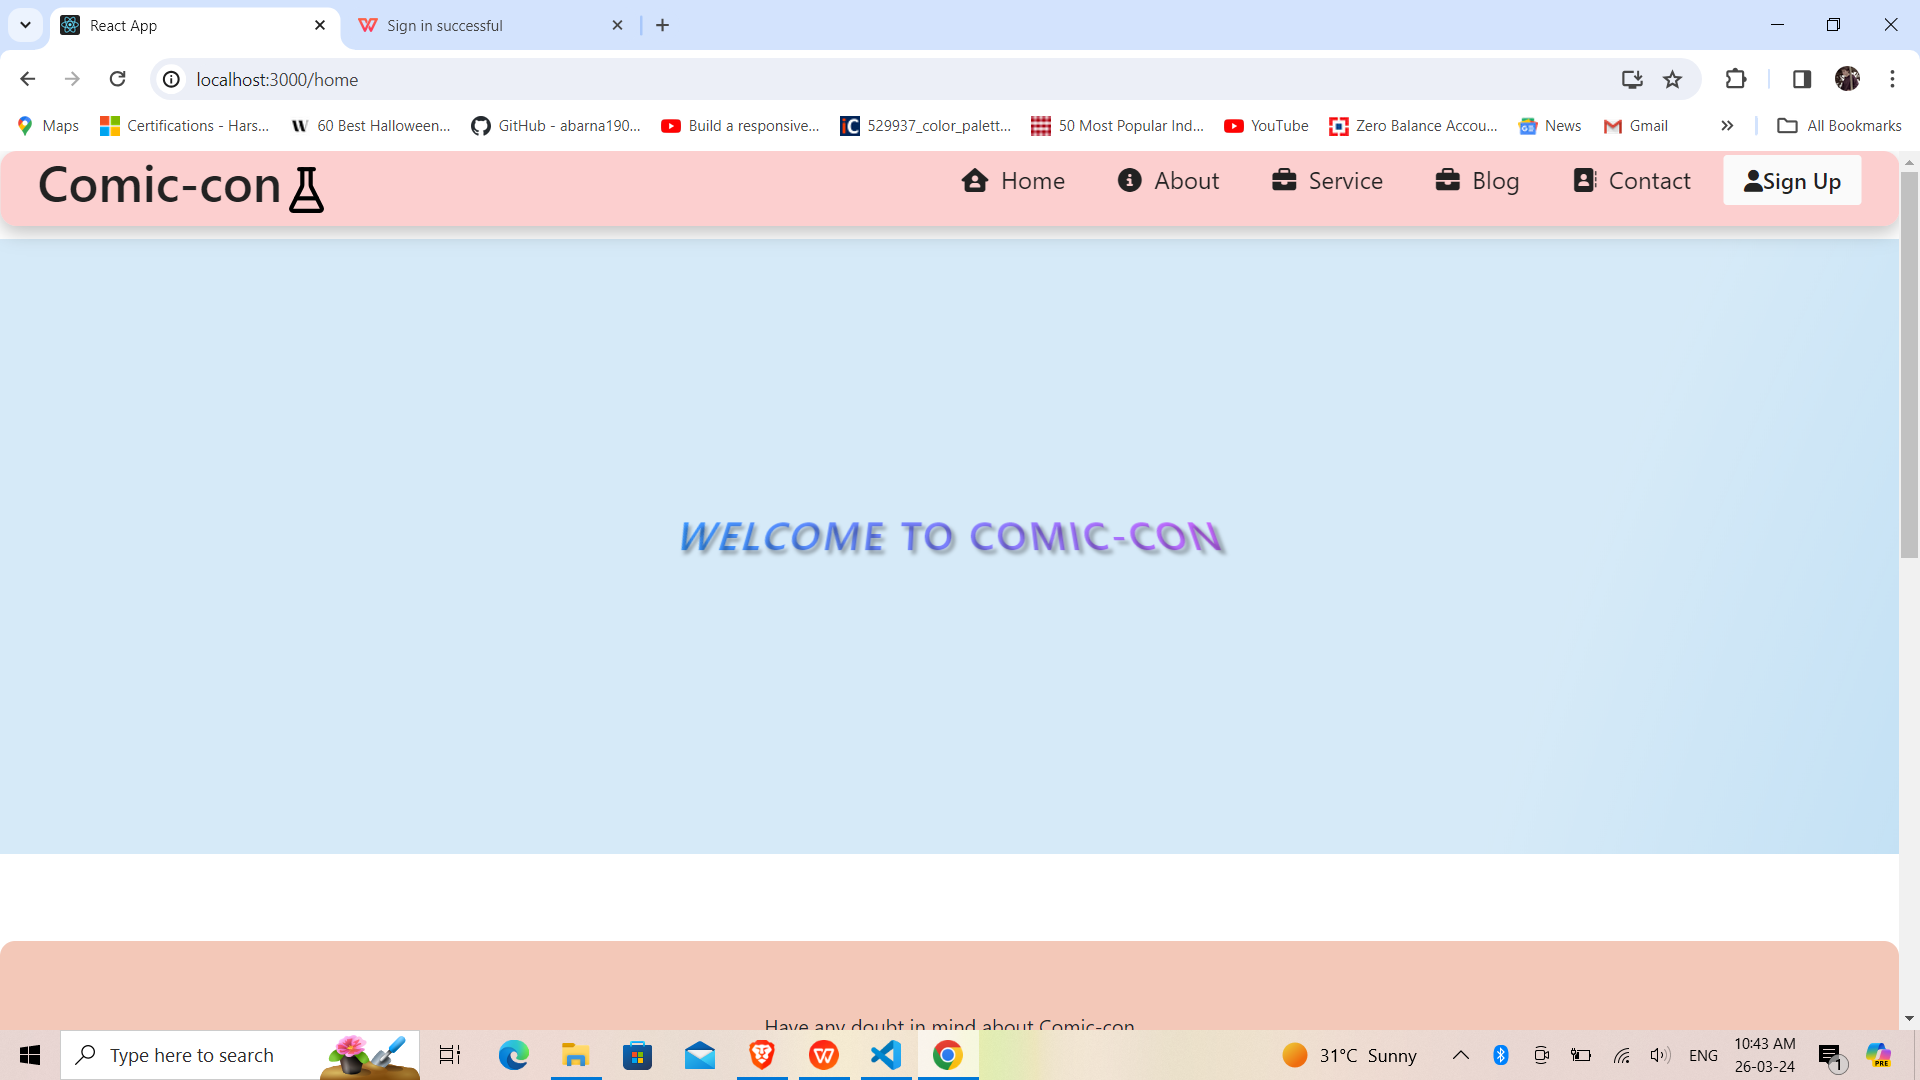 React App
Sign in successful
localhost:3000/home
Maps
Certifications - Hars...
60 Best Halloween...
GitHub - abarna190...
Build a responsive...
529937_color_palett...
50 Most Popular Ind...
YouTube
Zero Balance Accou...
News
Gmail
All Bookmarks
Comic-con
Home
About
Service
Blog
Contact
Sign Up
WELCOME TO COMIC-CON
Have any doubt in mind about Comic-con
Type here to search
31°C Sunny
ENG
10:43 AM
26-03-24
1
PRE